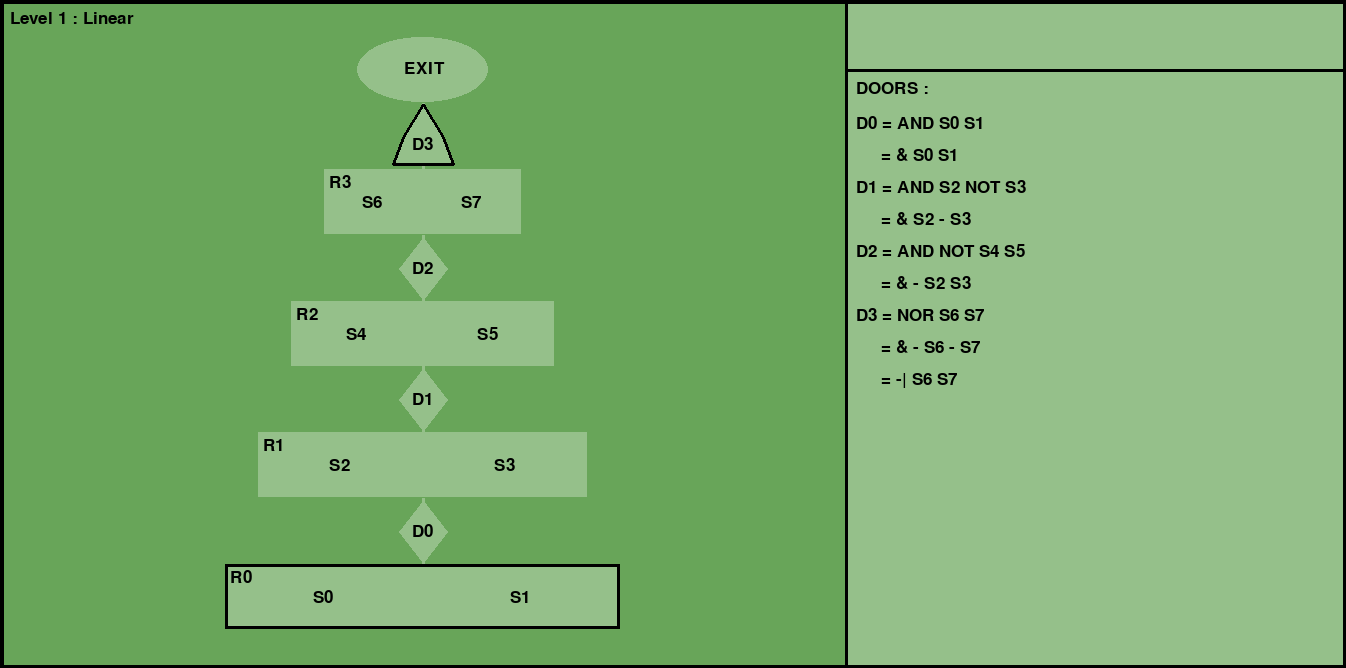 Level 1 : Linear
EXIT
D3
R3
S6 S7
D2
R2
S4 S5
D1
R1
S2 S3
D0
R0
S0 S1
DOORS :
D0 = AND S0 S1
= & S0 S1
D1 = AND S2 NOT S3
= & S2 - S3
D2 = AND NOT S4 S5
= & - S2 S3
D3 = NOR S6 S7
= & - S6 - S7
= -| S6 S7